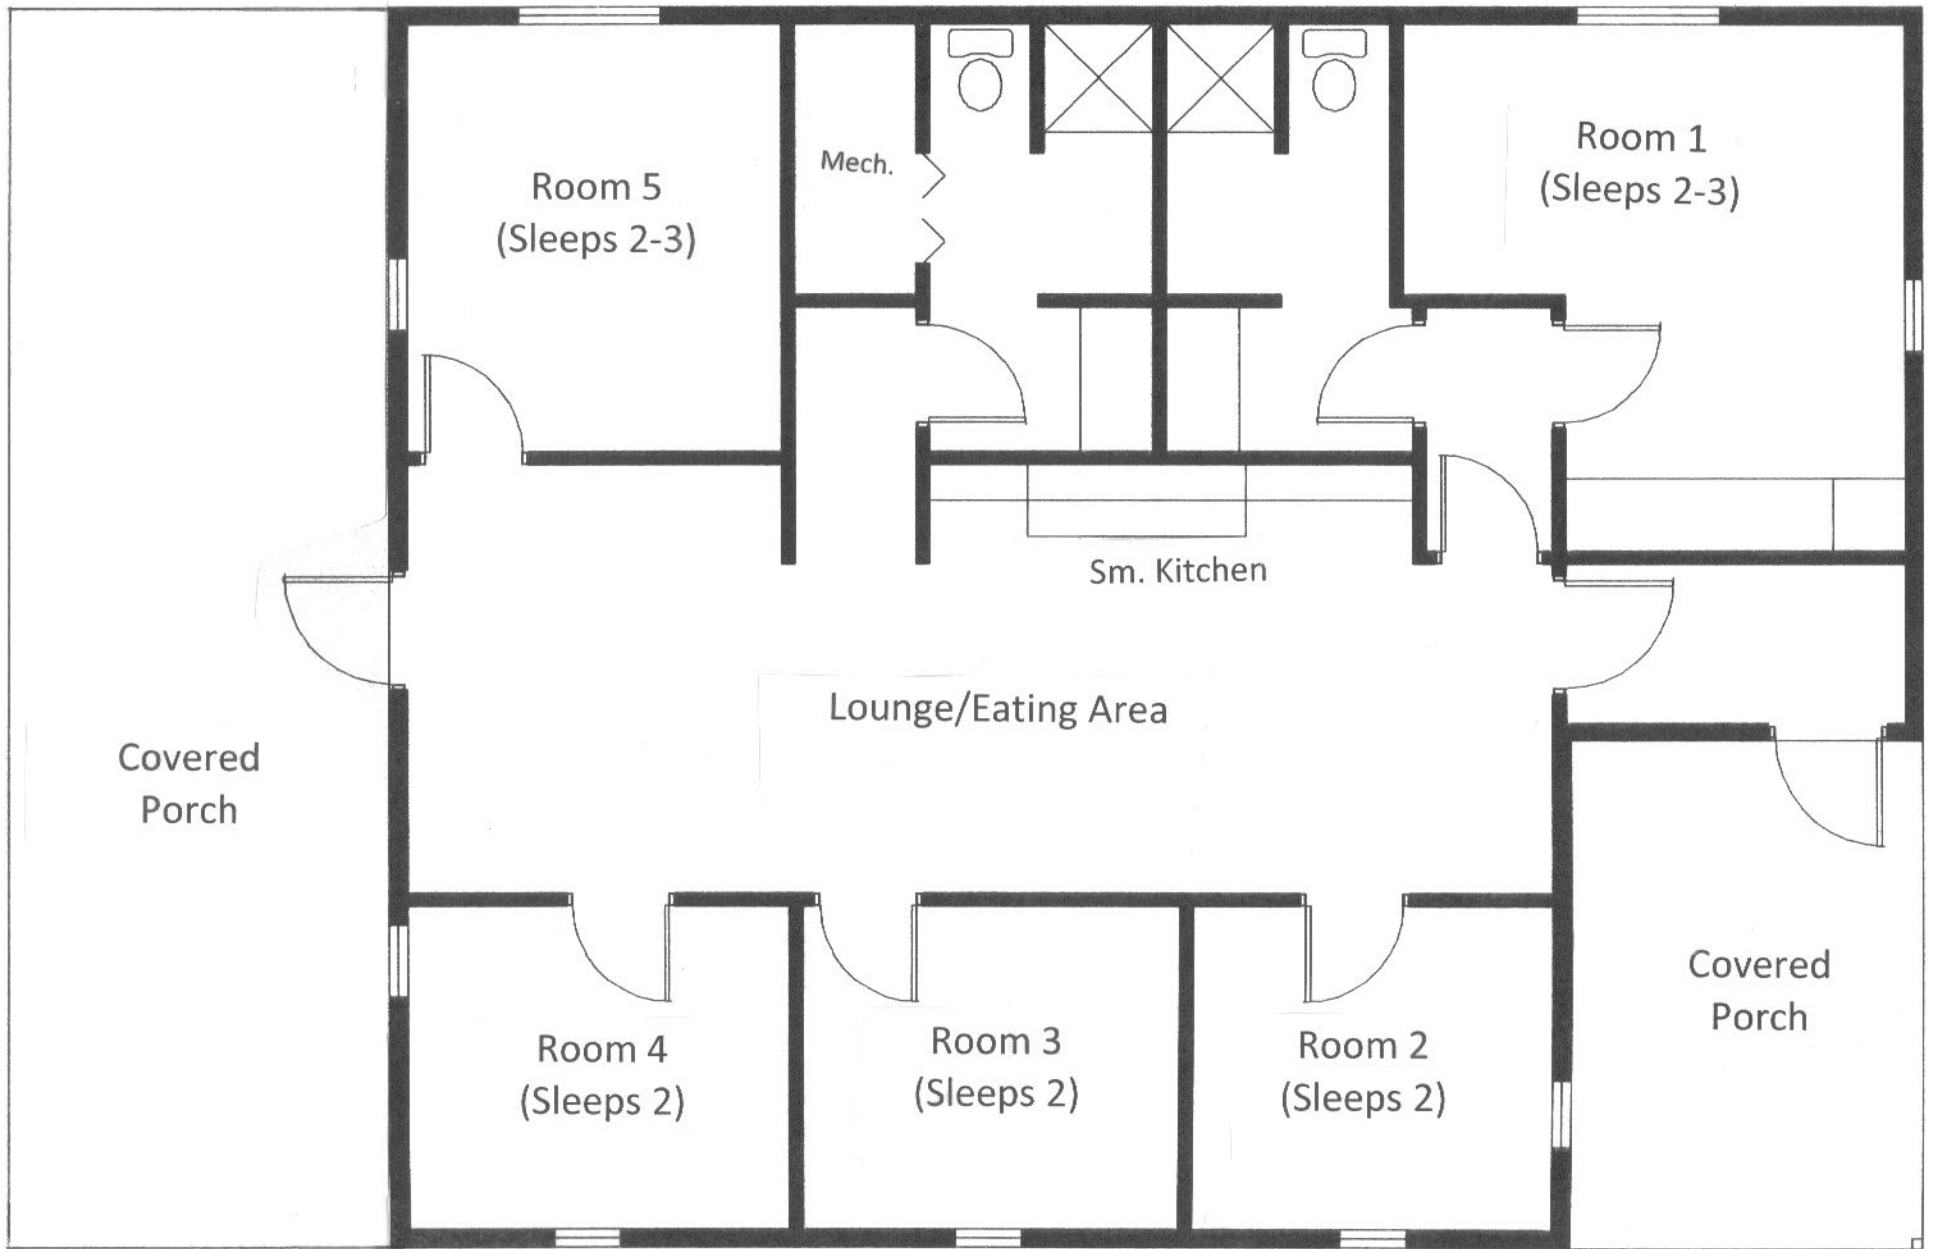 Room 5
(Sleeps 2-3)
Mech.
Room 1
(Sleeps 2-3)
Sm. Kitchen
Lounge/Eating Area
Covered
Porch
Room 4
(Sleeps 2)
Room 3
(Sleeps 2)
Room 2
(Sleeps 2)
Covered
Porch